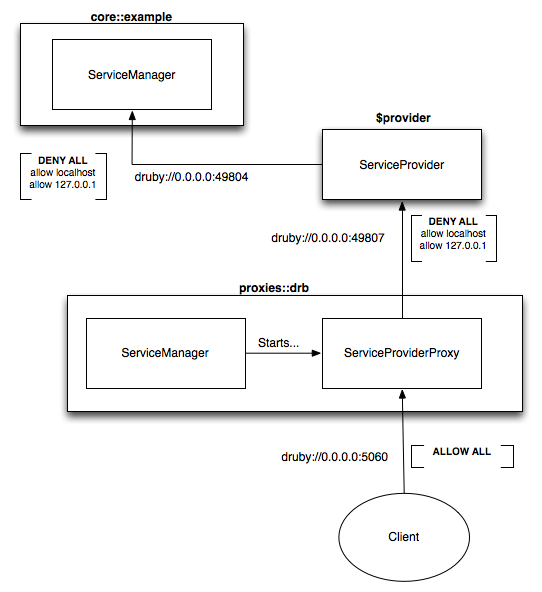 core::example
ServiceManager
$provider
DENY ALL
allow localhost
allow 127.0.0.1
druby://0.0.0.0:49804
ServiceProvider
druby://0.0.0.0:49807
DENY ALL
allow localhost
allow 127.0.0.1
proxies::drb
ServiceManager
Starts...
ServiceProviderProxy
druby://0.0.0.0:5060
ALLOW ALL
Client